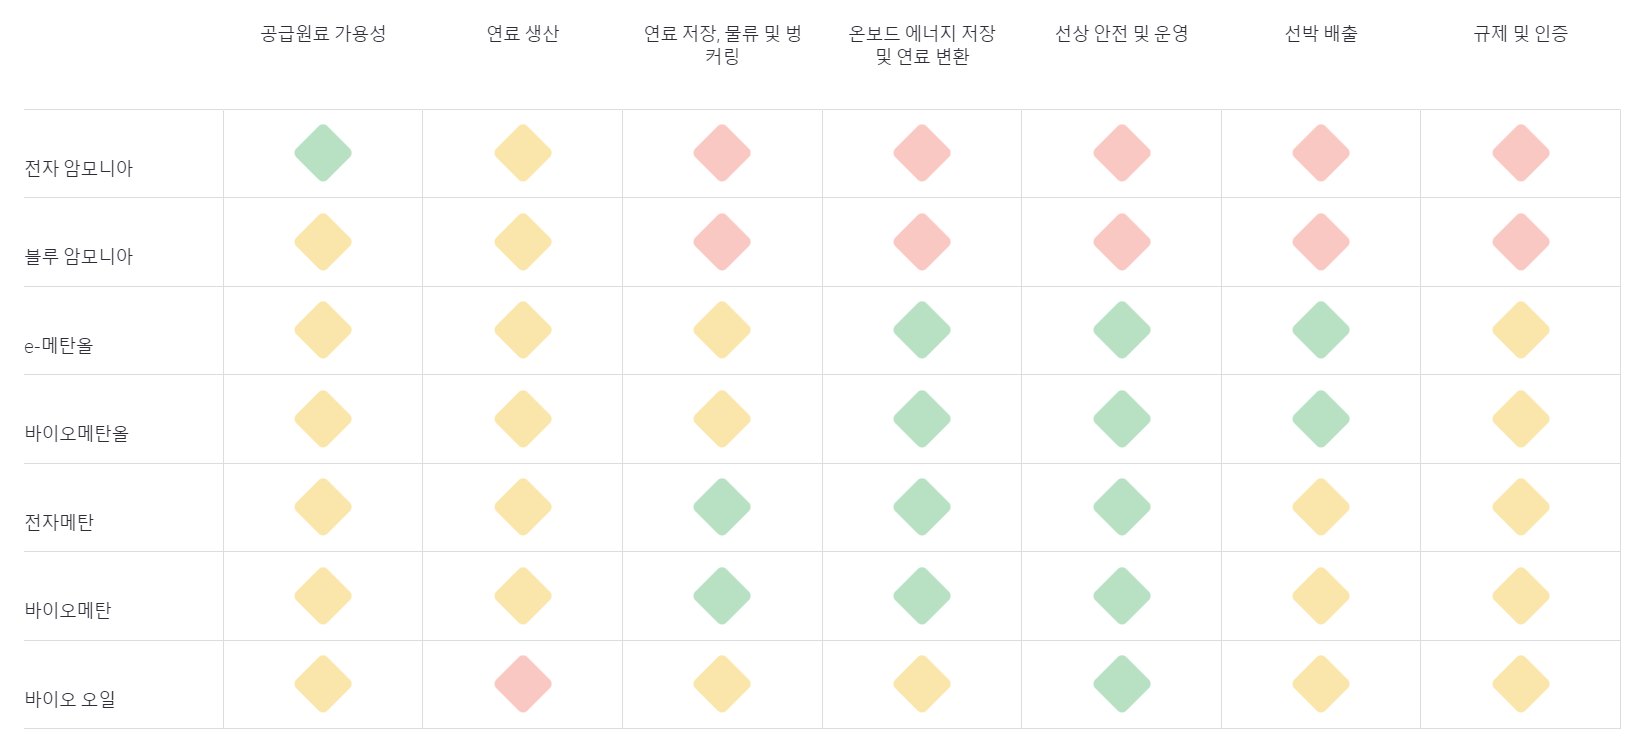 공급원료 가용성
연료 생산
연료 저장, 물류 및 벙
커링
온보드 에너지 저장
및 연료 변환
선상 안전 및 운영
선박 배출
규제 및 인증
전자 암모니아
블루 암모니아
e-메탄올
바이오메탄올
전자메탄
바이오메탄
바이오 오일